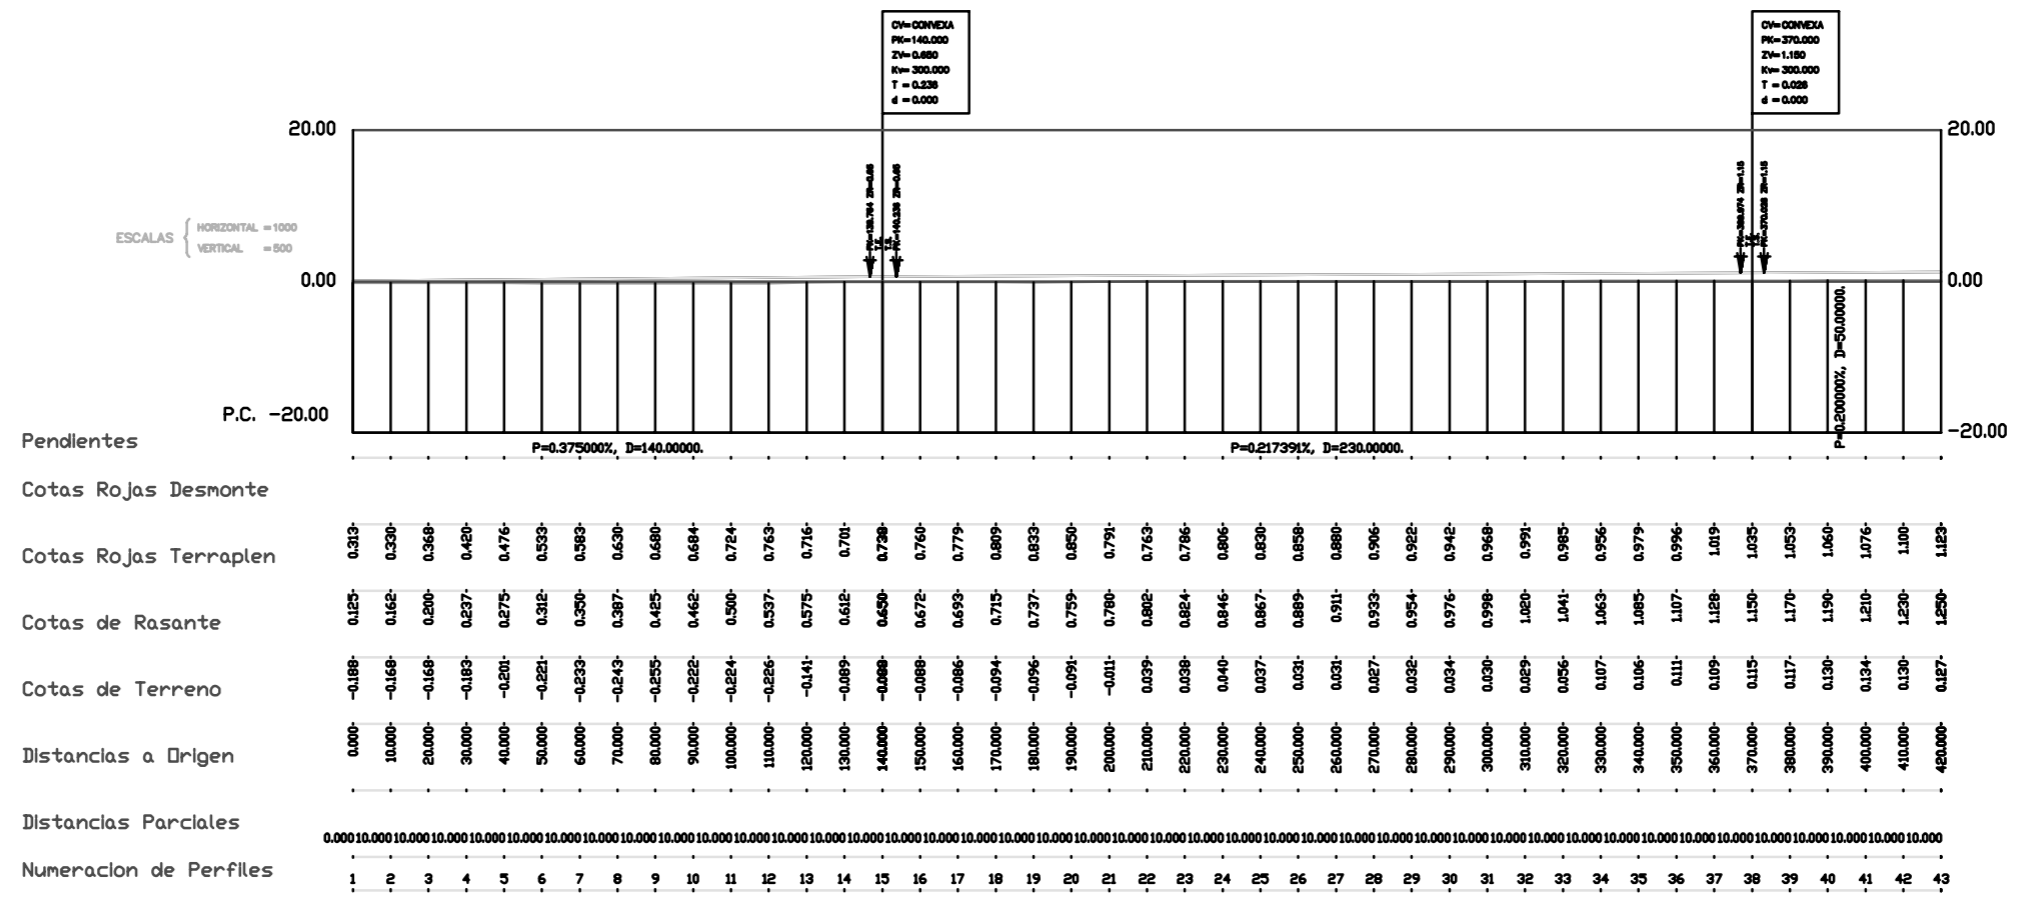 CV=CONVEXA
PK=140.000
ZV=0.650
Kv= 300.000
T = 0.236
d = 0.000
CV=CONVEXA
PK=370.000
ZV=1.150
Kv= 300.000
T = 0.026
d = 0.000
20.00 20.00
PK=139.764 ZR=0.65
T.E.
T.S.
PK=140.236 ZR=0.65
PK=369.974 ZR=1.15
PK=370.026 ZR=1.15
ESCALAS { HORIZONTAL =1000
VERTICAL =500
0.00 0.00
P=0.20000%, D=50.00000.
P.C. -20.00 -20.00
Pendientes P=0.375000%, D=140.00000. P=0.217391%, D=230.00000.
Cotas Rojas Desmonte
Cotas Rojas Terraplen 0.313 0.330 0.368 0.420 0.476 0.533 0.583 0.630 0.680 0.684 0.724 0.763 0.716 0.701 0.738 0.760 0.779 0.809 0.833 0.850 0.791 0.763 0.786 0.806 0.830 0.858 0.880 0.906 0.922 0.942 0.968 0.991 0.985 0.956 0.979 0.996 1.019 1.035 1.053 1.060 1.076 1.100 1.123
Cotas de Rasante 0.125 0.162 0.200 0.237 0.275 0.312 0.350 0.387 0.425 0.462 0.500 0.537 0.575 0.612 0.650 0.672 0.693 0.715 0.737 0.759 0.780 0.802 0.824 0.846 0.867 0.889 0.911 0.933 0.954 0.976 0.998 1.020 1.041 1.063 1.085 1.107 1.128 1.150 1.170 1.190 1.210 1.230 1.250
Cotas de Terreno -0.188 -0.168 -0.168 -0.183 -0.201 -0.221 -0.233 -0.243 -0.255 -0.222 -0.224 -0.226 -0.141 -0.089 -0.088 -0.088 -0.086 -0.094 -0.096 -0.091 -0.011 0.039 0.038 0.040 0.037 0.031 0.031 0.027 0.032 0.034 0.030 0.029 0.056 0.107 0.106 0.111 0.109 0.115 0.117 0.130 0.134 0.130 0.127
Distancias a Origen 0.000 10.000 20.000 30.000 40.000 50.000 60.000 70.000 80.000 90.000 100.000 110.000 120.000 130.000 140.000 150.000 160.000 170.000 180.000 190.000 200.000 210.000 220.000 230.000 240.000 250.000 260.000 270.000 280.000 290.000 300.000 310.000 320.000 330.000 340.000 350.000 360.000 370.000 380.000 390.000 400.000 410.000 420.000
Distancias Parciales
0.000 10.000 10.000 10.000 10.000 10.000 10.000 10.000 10.000 10.000 10.000 10.000 10.000 10.000 10.000 10.000 10.000 10.000 10.000 10.000 10.000 10.000 10.000 10.000 10.000 10.000 10.000 10.000 10.000 10.000 10.000 10.000 10.000 10.000 10.000 10.000 10.000 10.000 10.000 10.000 10.000 10.000 10.000
Numeracion de Perfiles 1 2 3 4 5 6 7 8 9 10 11 12 13 14 15 16 17 18 19 20 21 22 23 24 25 26 27 28 29 30 31 32 33 34 35 36 37 38 39 40 41 42 43